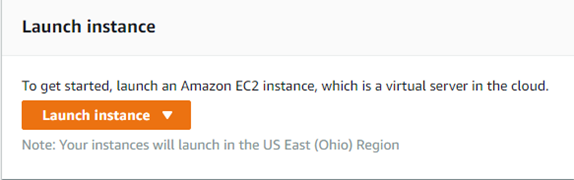 Launch instance
To get started, launch an Amazon EC2 instance, which is a virtual server in the cloud.
Launch instance
Note: Your instances will launch in the US East (Ohio) Region